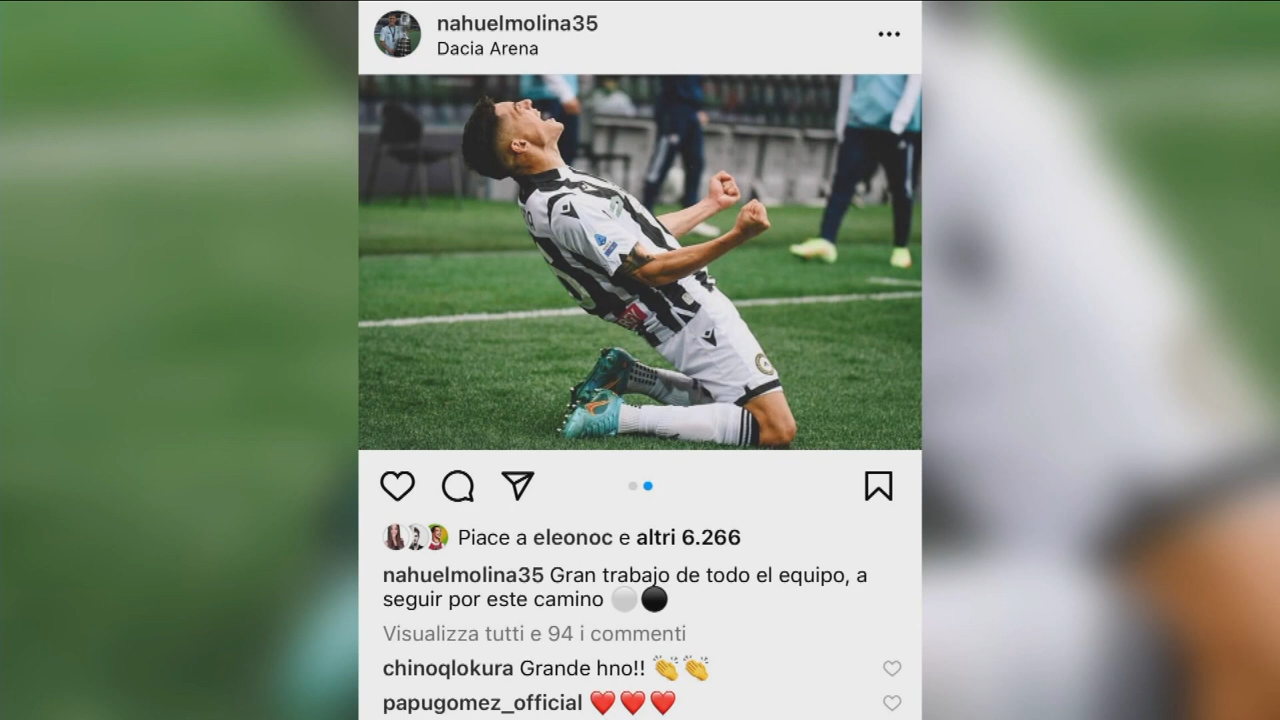 nahuelmolina35
Dacia Arena
Piace a eleonoc e altri 6.266
nahuelmolina35 Gran trabajo de todo el equipo, a
seguir por este camino ⚪⚫
Visualizza tutti e 94 i commenti
chinoqlokura Grande hno!! 👏👏
papugomez_official ❤️❤️❤️